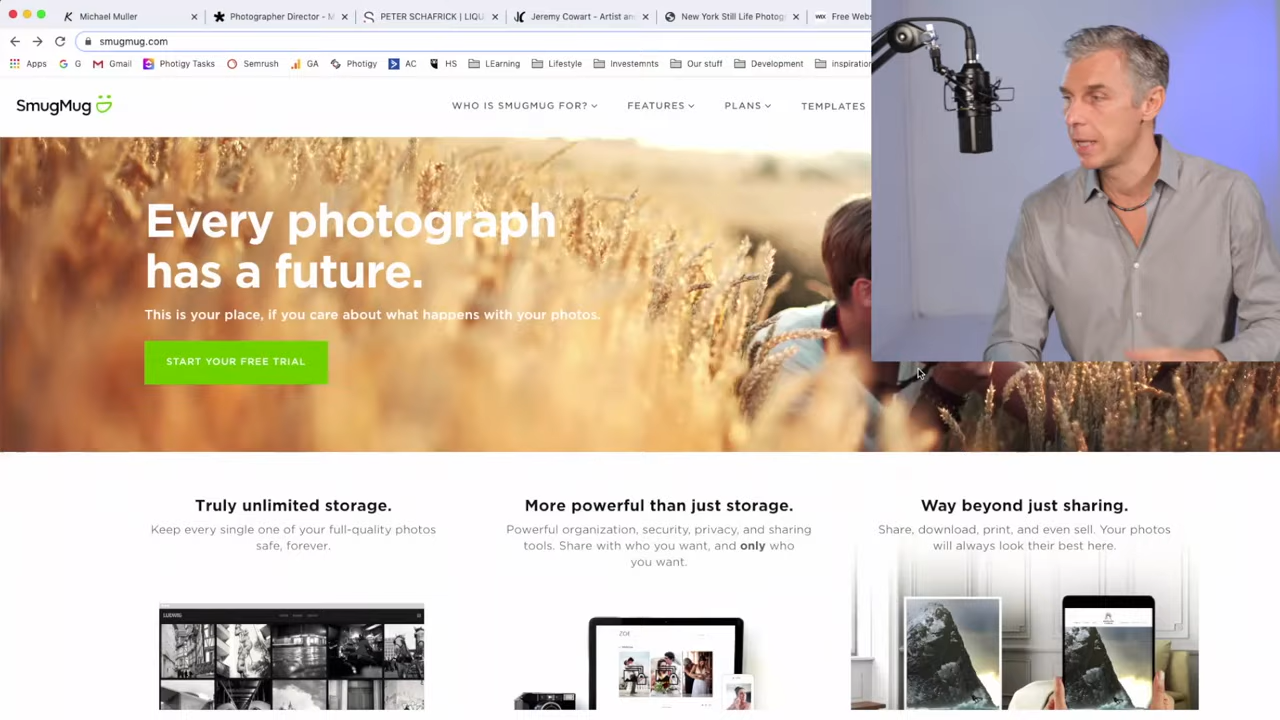 Michael Muller
Photographer Director - M
PETER SCHAFRICK | LIQU
Jeremy Cowart - Artist an
New York Still Life Photog
WIX Free Webs
smugmug.com
Apps G Gmail Photigy Tasks Semrush GA Photigy AC HS LEarning Lifestyle Investemnts Our stuff Development inspiration
SmugMug
WHO IS SMUGMUG FOR? FEATURES PLANS TEMPLATES
Every photograph
has a future.
This is your place, if you care about what happens with your photos.
START YOUR FREE TRIAL
Truly unlimited storage.
Keep every single one of your full-quality photos
safe, forever.
More powerful than just storage.
Powerful organization, security, privacy, and sharing
tools. Share with who you want, and only who
you want.
Way beyond just sharing.
Share, download, print, and even sell. Your photos
will always look their best here.
LUDWIG
ZOE